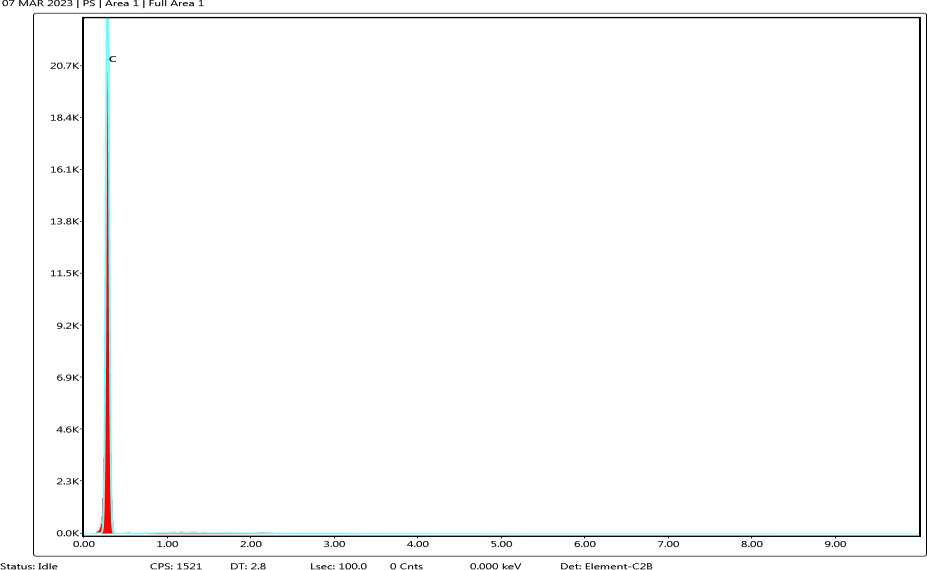 07 MAR 2023 | PS | Area 1 | Full Area 1
C
20.7K
18.4K
16.1K
13.8K
11.5K
9.2K
6.9K
4.6K
2.3K
0.0K
0.00 1.00 2.00 3.00 4.00 5.00 6.00 7.00 8.00 9.00
Status: Idle CPS: 1521 DT: 2.8 Lsec: 100.0 0 Cnts 0.000 keV Det: Element-C2B